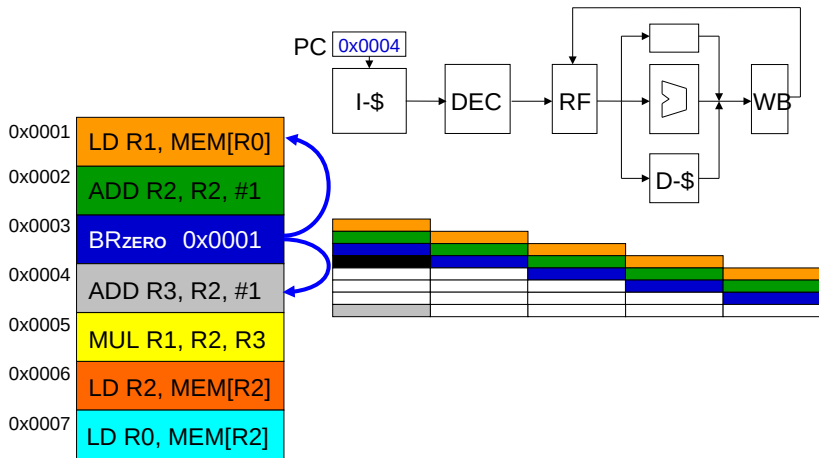 PC 0x0004
I-$ DEC RF WB
D-$
0x0001 LD R1, MEM[R0]
0x0002 ADD R2, R2, #1
0x0003 BRZERO 0x0001
0x0004 ADD R3, R2, #1
0x0005 MUL R1, R2, R3
0x0006 LD R2, MEM[R2]
0x0007 LD R0, MEM[R2]